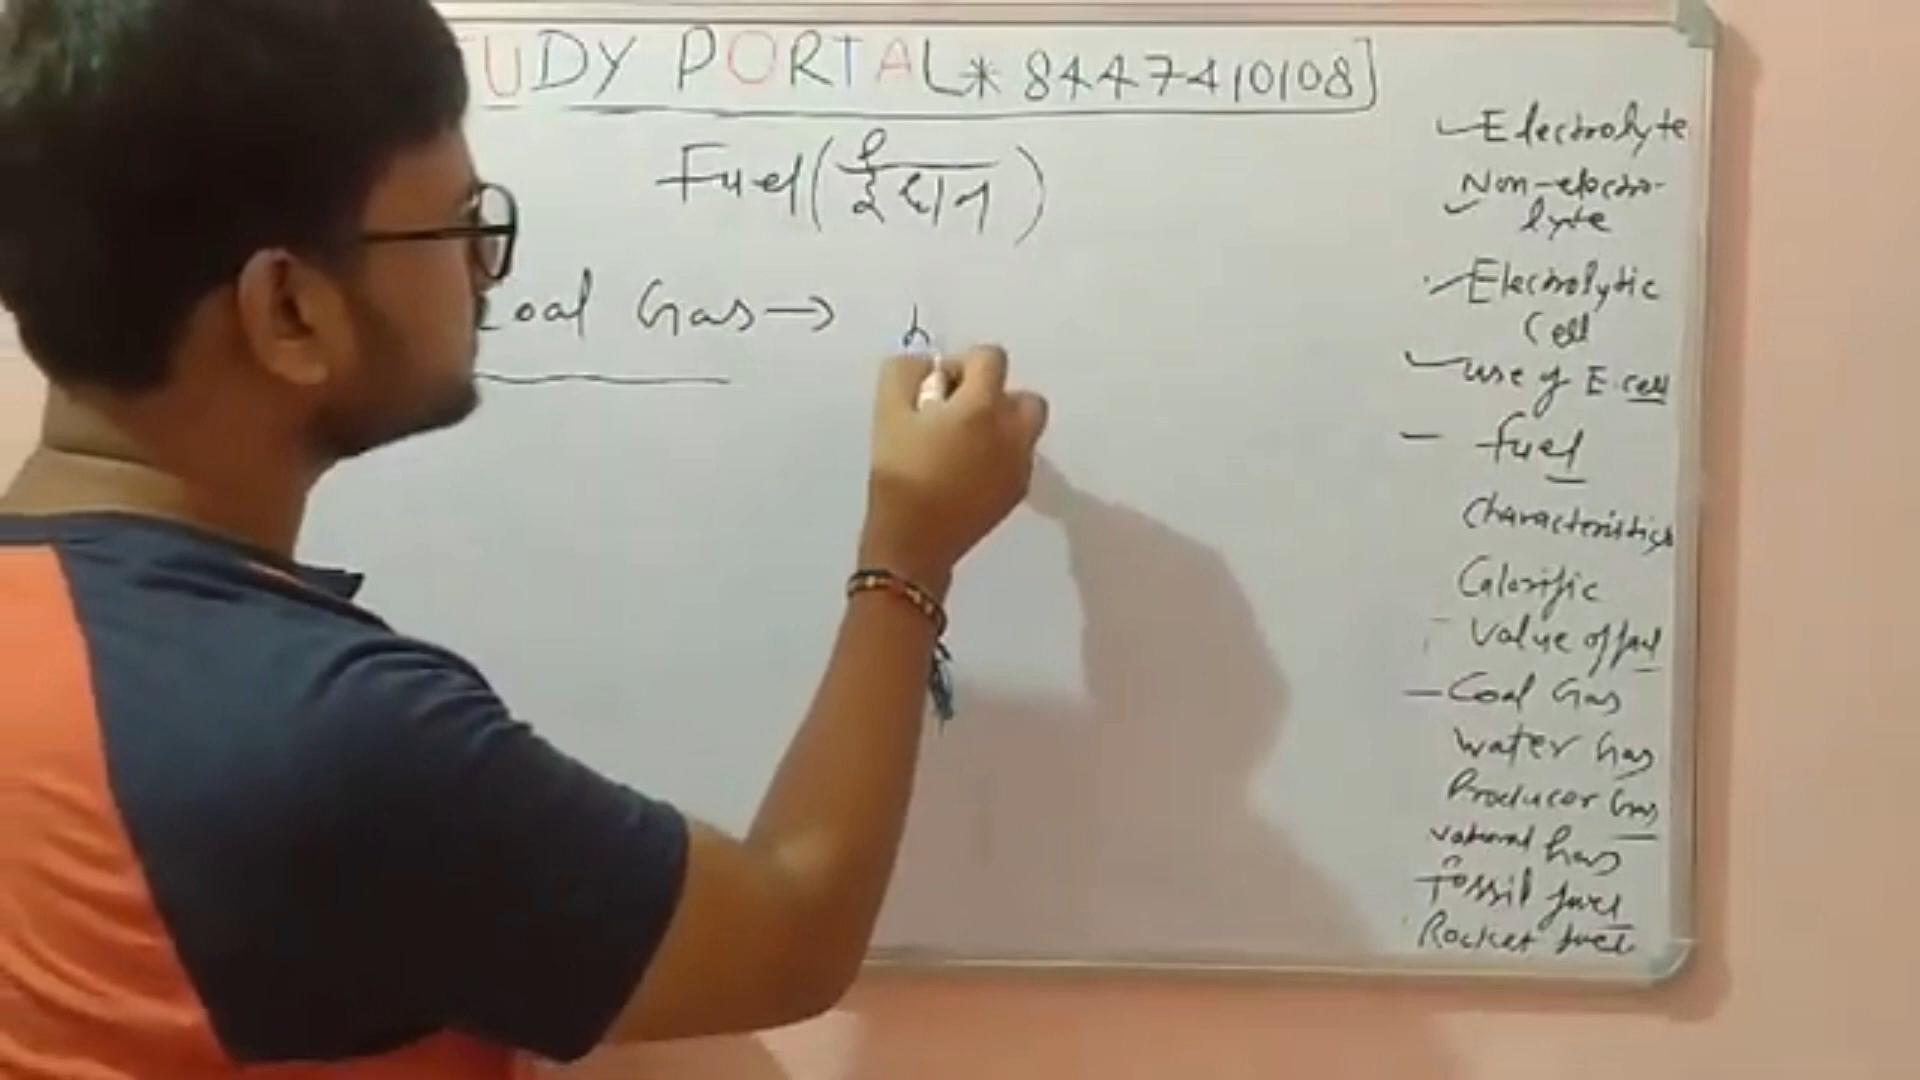 TUDY PORTAL* 8447410108]
Fuel (ईंधन)
Coal Gas →
Electrolyte
Non-electro-
lyte
Electrolytic
Cell
use of E.cell
fuel
Characteristics
Calorific
Value of fuel
Coal Gas
Water Gas
Producer Gas
Natural Gas
Fossil fuel
Rocket fuel